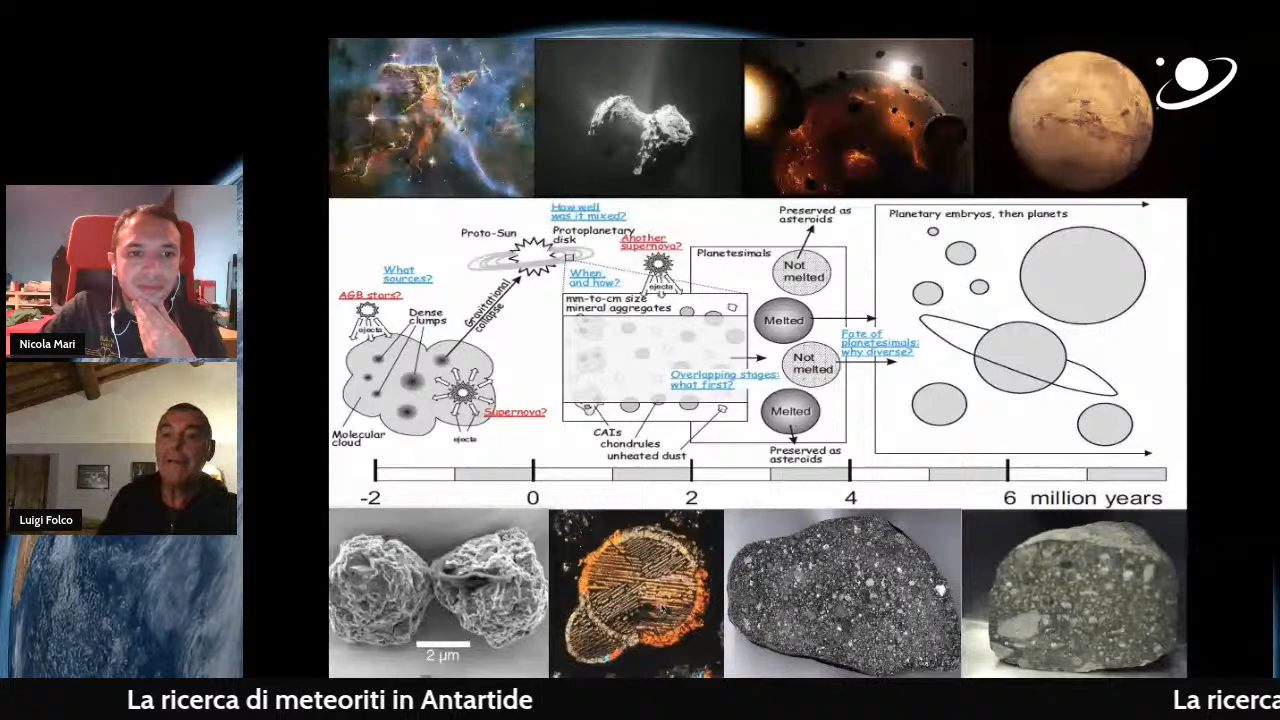 Nicola Mari
Luigi Folco
How well
was it mixed?
Proto-Sun
Protoplanetary
disk
Another
supernova?
ejecta
What
sources?
AGB stars?
ejecta
Dense
clumps
Gravitational
collapse
When,
and how?
mm-to-cm size
mineral aggregates
Supernova?
ejecta
Molecular
cloud
Overlapping stages:
what first?
CAIs
chondrules
unheated dust
Preserved as
asteroids
Planetesimals
Not
melted
Melted
Not
melted
Melted
Preserved as
asteroids
Fate of
planetesimals:
why diverse?
Planetary embryos, then planets
-2 0 2 4 6 million years
2 µm
La ricerca di meteoriti in Antartide
La ricerca